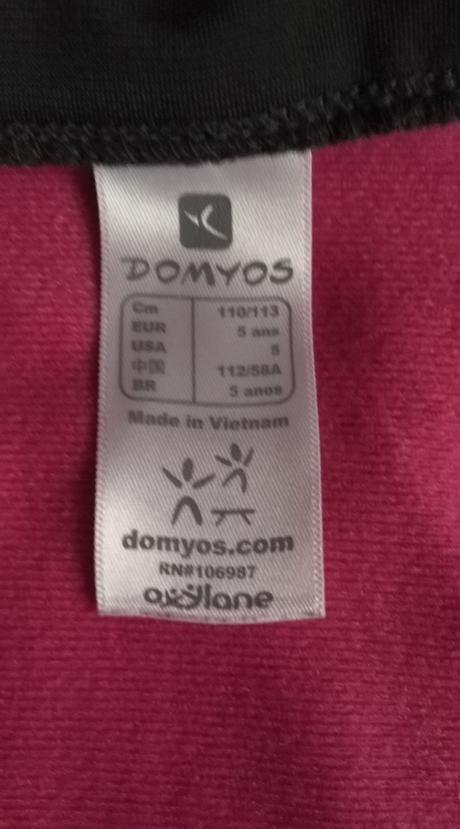 DOMYOS
Cm 110/113
EUR 5 ans
USA 5
中国 112/58A
BR 5 anos
Made in Vietnam
domyos.com
RN#106987
oxylane